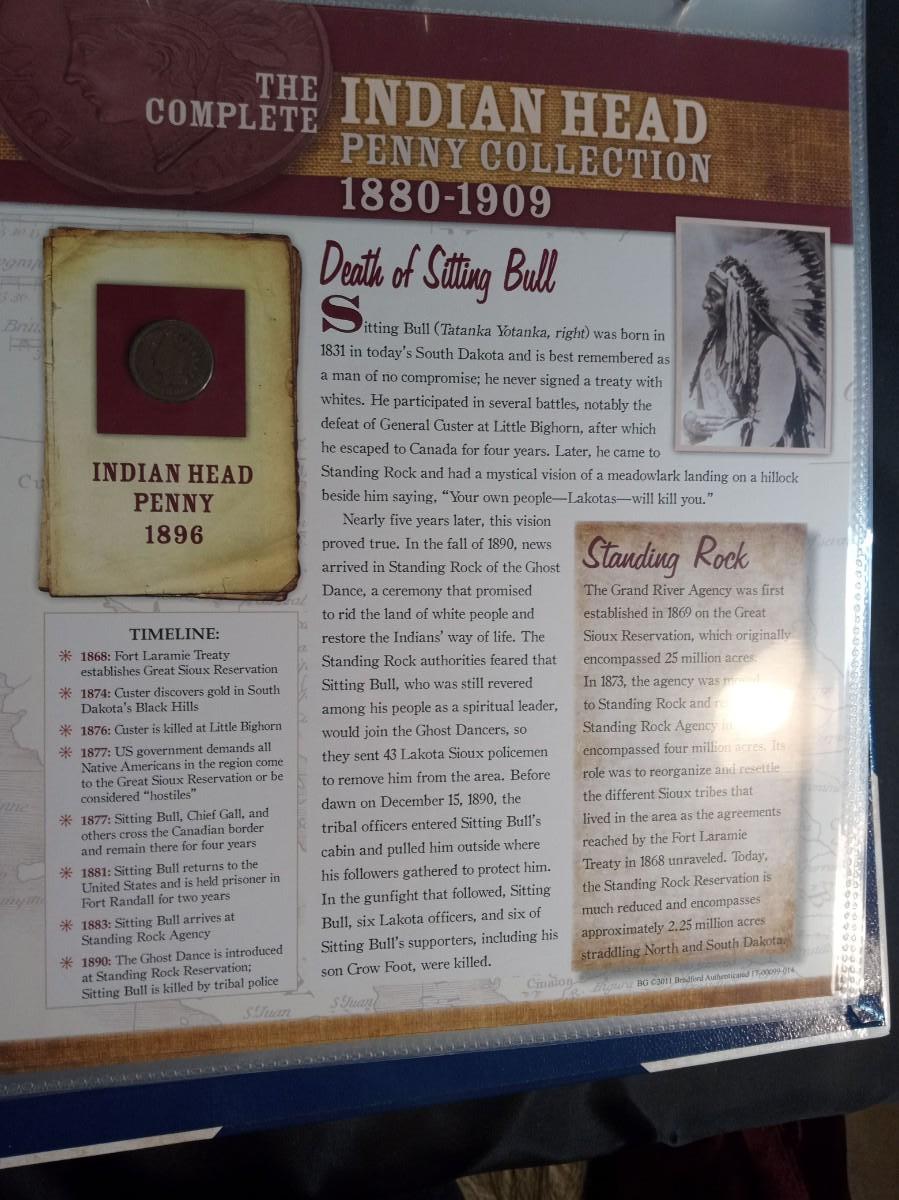 THE
COMPLETE
INDIAN HEAD
PENNY COLLECTION
1880-1909
INDIAN HEAD
PENNY
1896
TIMELINE:
1868: Fort Laramie Treaty
establishes Great Sioux Reservation
1874: Custer discovers gold in South
Dakota's Black Hills
1876: Custer is killed at Little Bighorn
1877: US government demands all
Native Americans in the region come
to the Great Sioux Reservation or be
considered "hostiles"
1877: Sitting Bull, Chief Gall, and
others cross the Canadian border
and remain there for four years
1881: Sitting Bull returns to the
United States and is held prisoner in
Fort Randall for two years
1883: Sitting Bull arrives at
Standing Rock Agency
1890: The Ghost Dance is introduced
at Standing Rock Reservation;
Sitting Bull is killed by tribal police
Death of Sitting Bull
Sitting Bull (Tatanka Yotanka, right) was born in
1831 in today's South Dakota and is best remembered as
a man of no compromise; he never signed a treaty with
whites. He participated in several battles, notably the
defeat of General Custer at Little Bighorn, after which
he escaped to Canada for four years. Later, he came to
Standing Rock and had a mystical vision of a meadowlark landing on a hillock
beside him saying, "Your own people—Lakotas—will kill you."
Nearly five years later, this vision
proved true. In the fall of 1890, news
arrived in Standing Rock of the Ghost
Dance, a ceremony that promised
to rid the land of white people and
restore the Indians' way of life. The
Standing Rock authorities feared that
Sitting Bull, who was still revered
among his people as a spiritual leader,
would join the Ghost Dancers, so
they sent 43 Lakota Sioux policemen
to remove him from the area. Before
dawn on December 15, 1890, the
tribal officers entered Sitting Bull's
cabin and pulled him outside where
his followers gathered to protect him.
In the gunfight that followed, Sitting
Bull, six Lakota officers, and six of
Sitting Bull's supporters, including his
son Crow Foot, were killed.
Standing Rock
The Grand River Agency was first
established in 1869 on the Great
Sioux Reservation, which originally
encompassed 25 million acres.
In 1873, the agency was moved
to Standing Rock and
Standing Rock Agency
encompassed four million acres. Its
role was to reorganize and resettle
the different Sioux tribes that
lived in the area as the agreements
reached by the Fort Laramie
Treaty in 1868 unraveled. Today,
the Standing Rock Reservation is
much reduced and encompasses
approximately 2.25 million acres
straddling North and South Dakota.
BG ©2011 Bradford Authenticated 17-00099-014
S'Juan
S'Juan